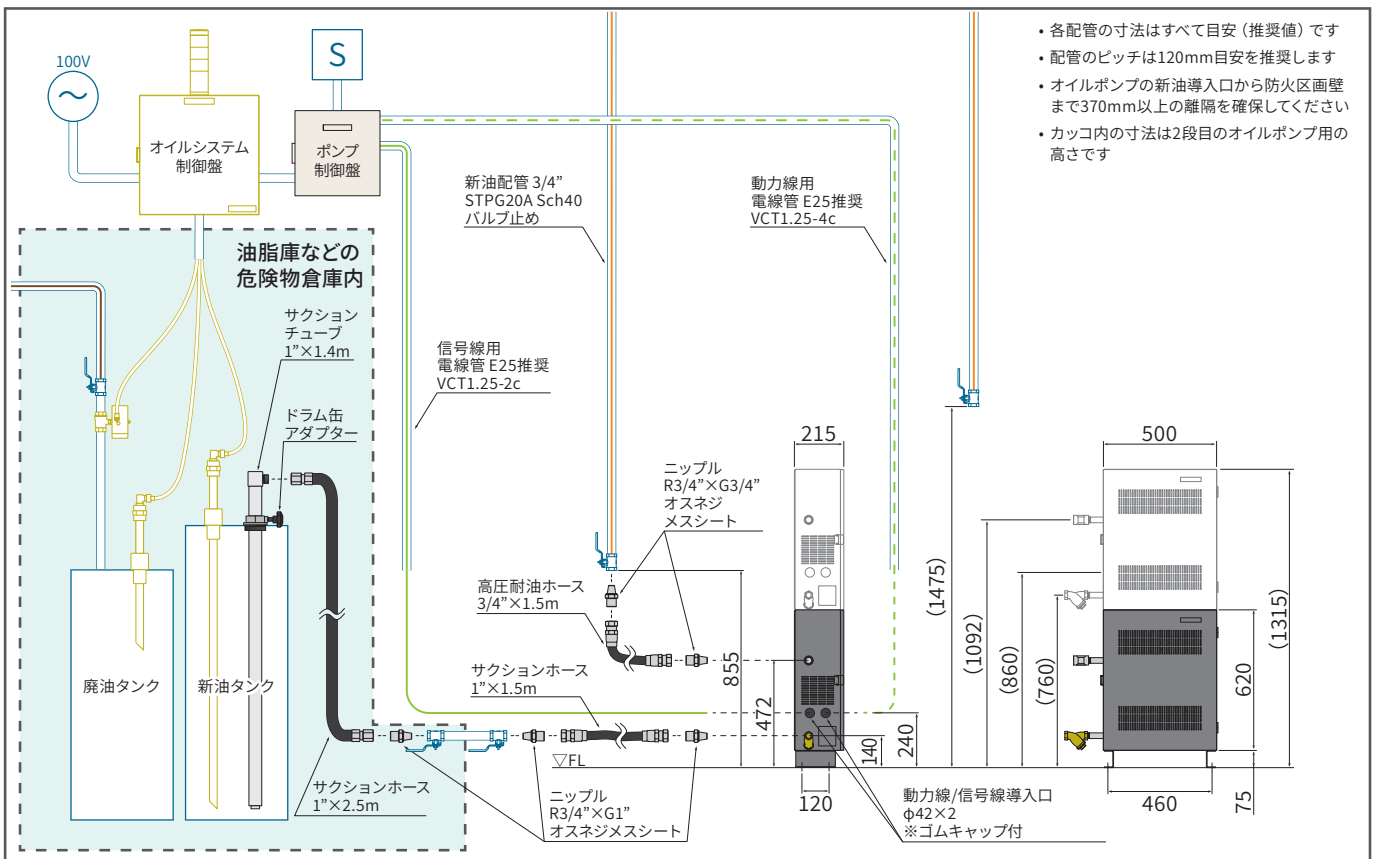 ・各配管の寸法はすべて目安（推奨値）です
・配管のピッチは120mm目安を推奨します
・オイルポンプの新油導入口から防火区画壁
まで370mm以上の離隔を確保してください
・カッコ内の寸法は2段目のオイルポンプ用の
高さです
100V
S
オイルシステム
制御盤
ポンプ
制御盤
新油配管 3/4”
STPG20A Sch40
バルブ止め
動力線用
電線管 E25推奨
VCT1.25-4c
油脂庫などの
危険物倉庫内
サクション
チューブ
1”×1.4m
信号線用
電線管 E25推奨
VCT1.25-2c
ドラム缶
アダプター
ニップル
R3/4”×G3/4”
オスネジ
メスシート
高圧耐油ホース
3/4”×1.5m
サクションホース
1”×1.5m
廃油タンク
新油タンク
サクションホース
1”×2.5m
ニップル
R3/4”×G1”
オスネジメスシート
▽FL
855
472
215
140
240
120
動力線/信号線導入口
φ42×2
※ゴムキャップ付
(1475)
(1092)
(860)
(760)
500
620
(1315)
460
75